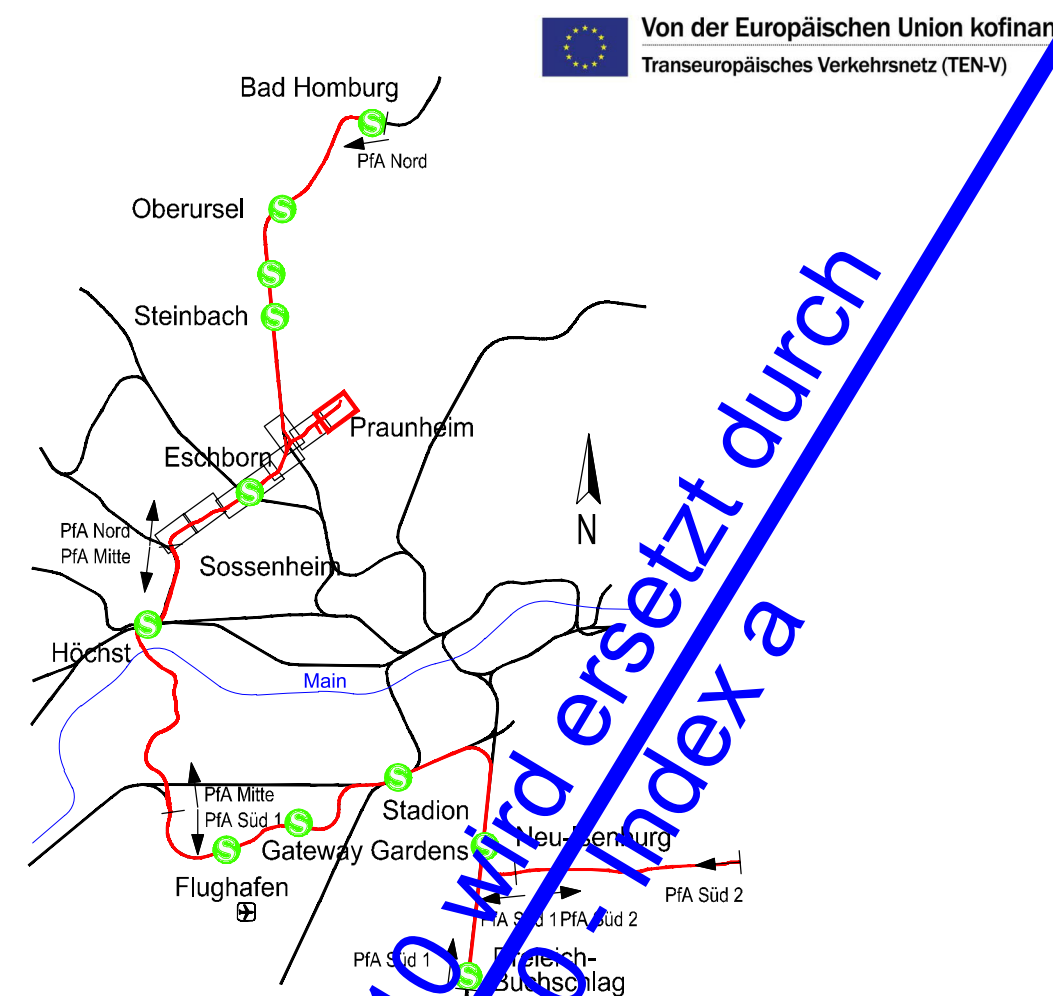 Von der Europäischen Union kofinan
Transeuropäisches Verkehrsnetz (TEN-V)
Bad Homburg
PfA Nord
Oberursel
Steinbach
Praunheim
Eschborn
N
PfA Nord
PfA Mitte
Sossenheim
Höchst
Main
PfA Mitte
PfA Süd 1
Stadion
Gateway Gardens
Neu-Isenburg
Flughafen
PfA Süd 2
PfA Süd 1
PfA Süd 2
PfA Süd 1
Dreieich-
Buchschlag
wird ersetzt durch
- Index a